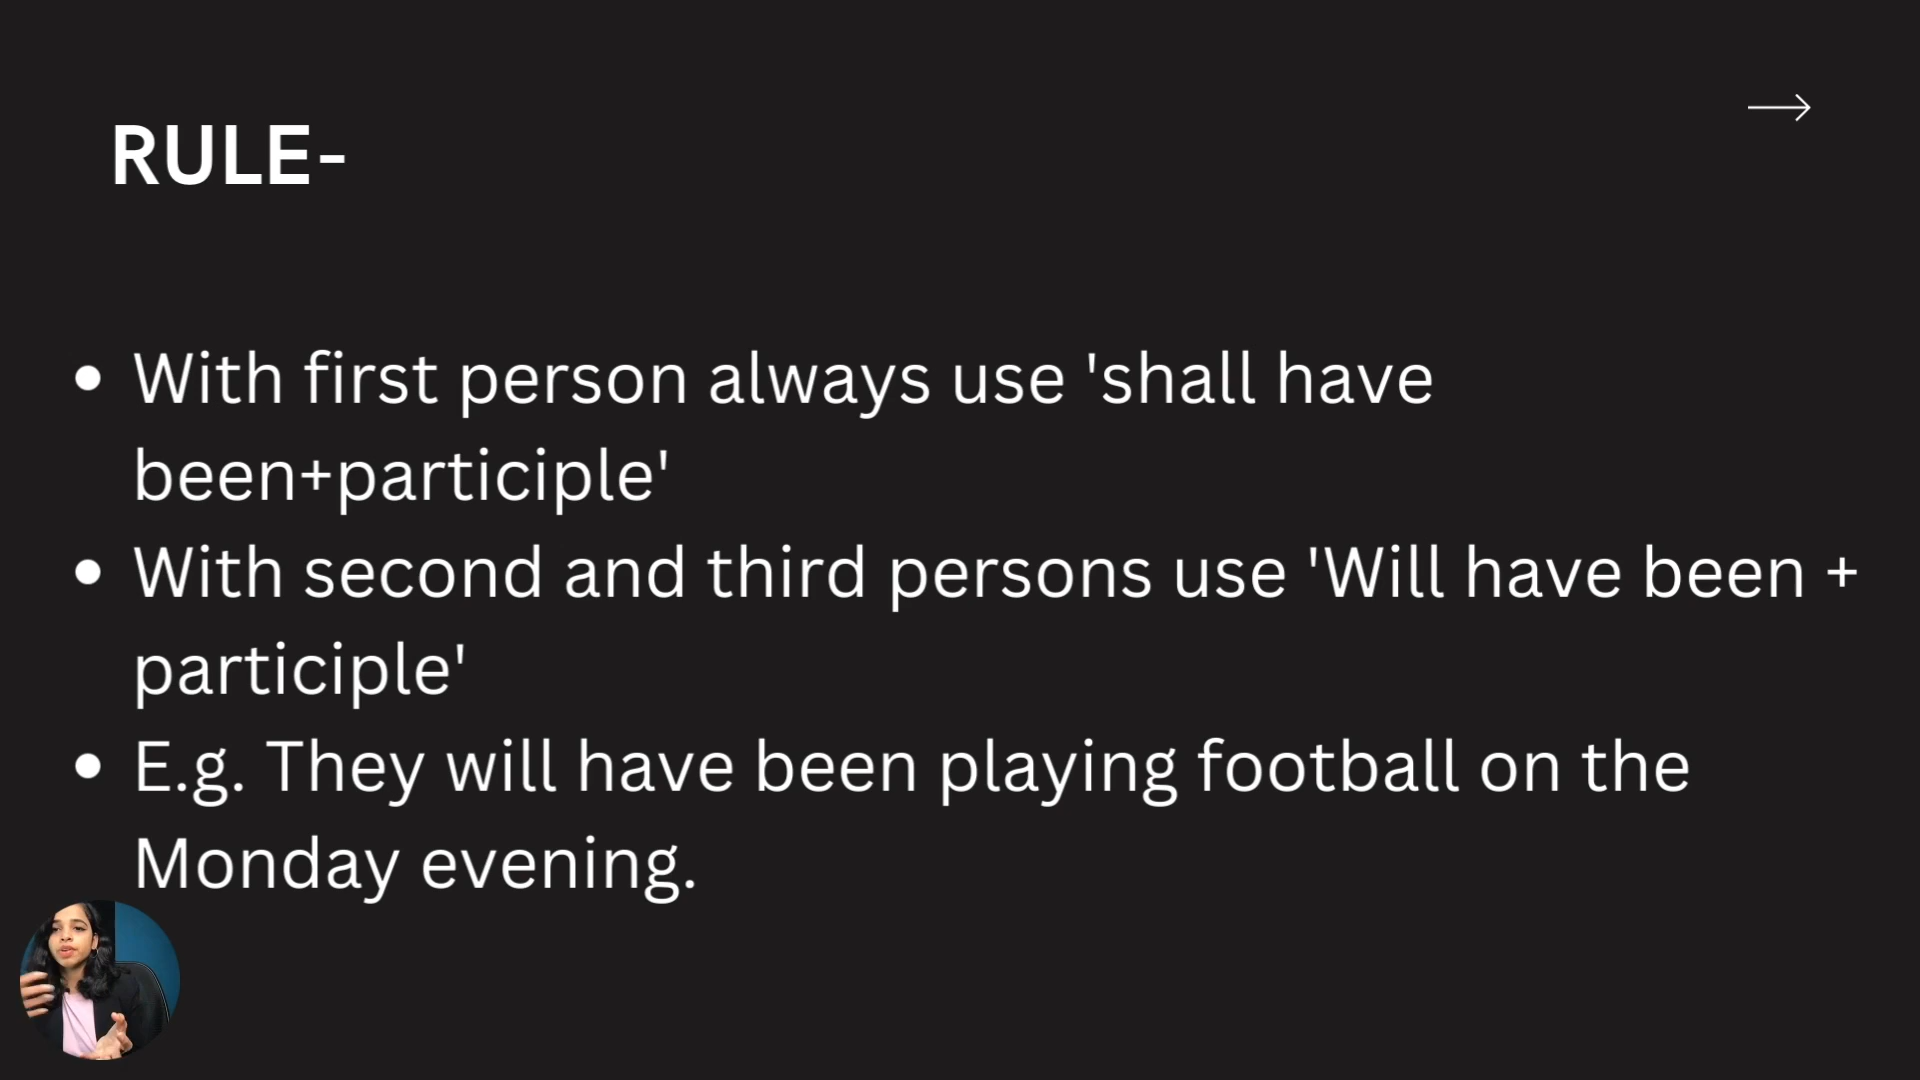 RULE-
• With first person always use 'shall have
been+participle'
• With second and third persons use 'Will have been +
participle'
• E.g. They will have been playing football on the
Monday evening.